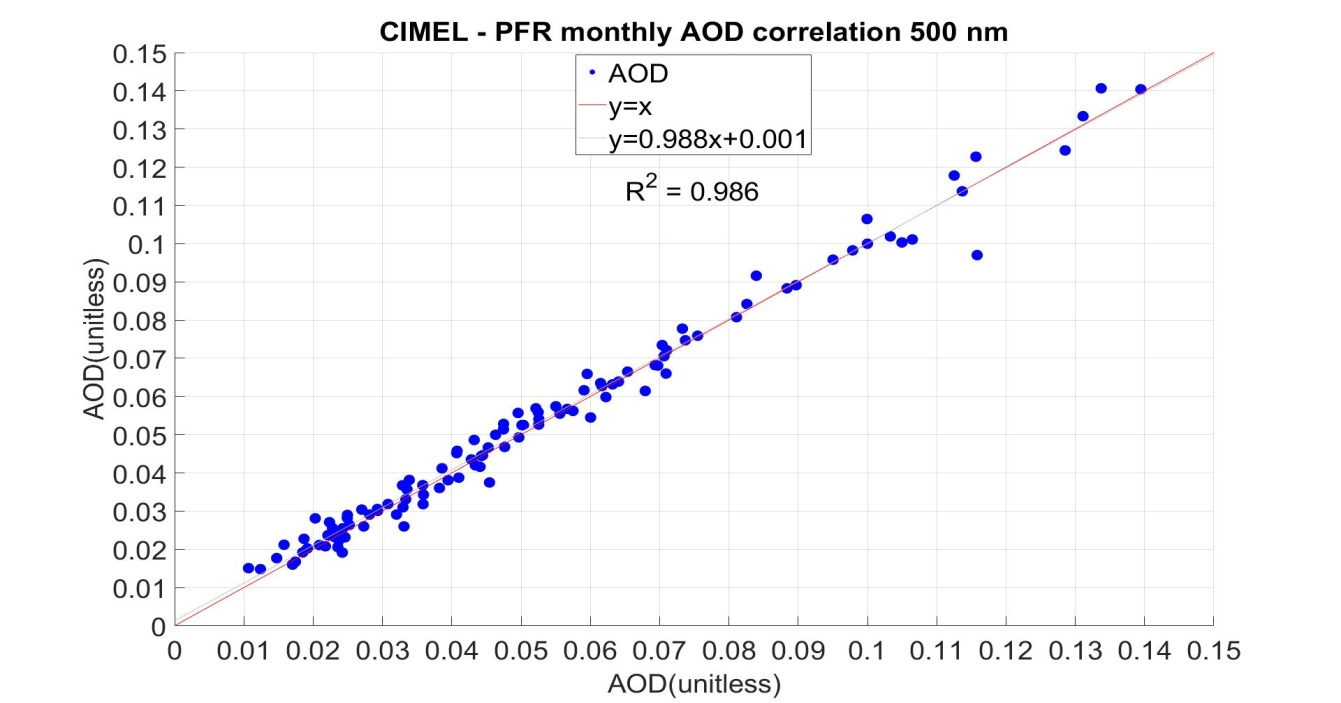 CIMEL - PFR monthly AOD correlation 500 nm
AOD
y=x
y=0.988x+0.001
R² = 0.986
0.15
0.14
0.13
0.12
0.11
0.1
0.09
0.08
0.07
0.06
0.05
0.04
0.03
0.02
0.01
0
AOD(unitless)
0 0.01 0.02 0.03 0.04 0.05 0.06 0.07 0.08 0.09 0.1 0.11 0.12 0.13 0.14 0.15
AOD(unitless)